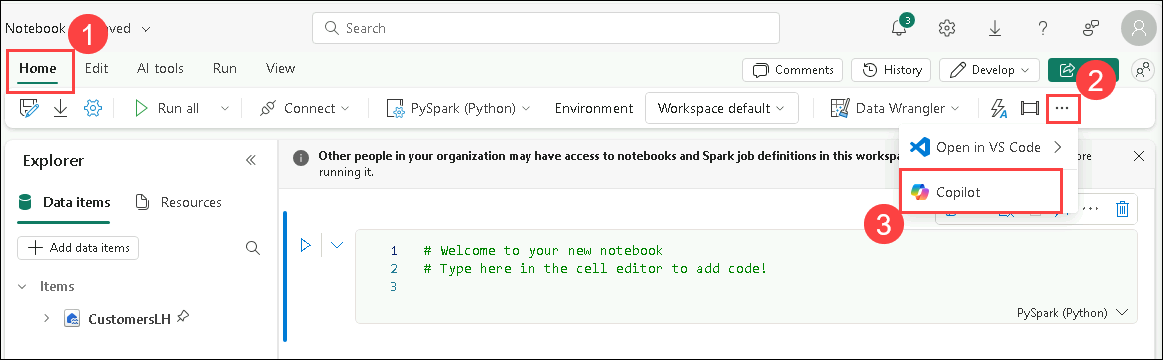 Notebook
1
ved
Search
3
Home
Edit
AI tools
Run
View
Comments
History
Develop
2
Run all
Connect
PySpark (Python)
Environment
Workspace default
Data Wrangler
...
Explorer
Other people in your organization may have access to notebooks and Spark job definitions in this workspa
ore
running it.
Open in VS Code
Copilot
3
Data items
Resources
Add data items
Items
CustomersLH
1 # Welcome to your new notebook
2 # Type here in the cell editor to add code!
3
PySpark (Python)